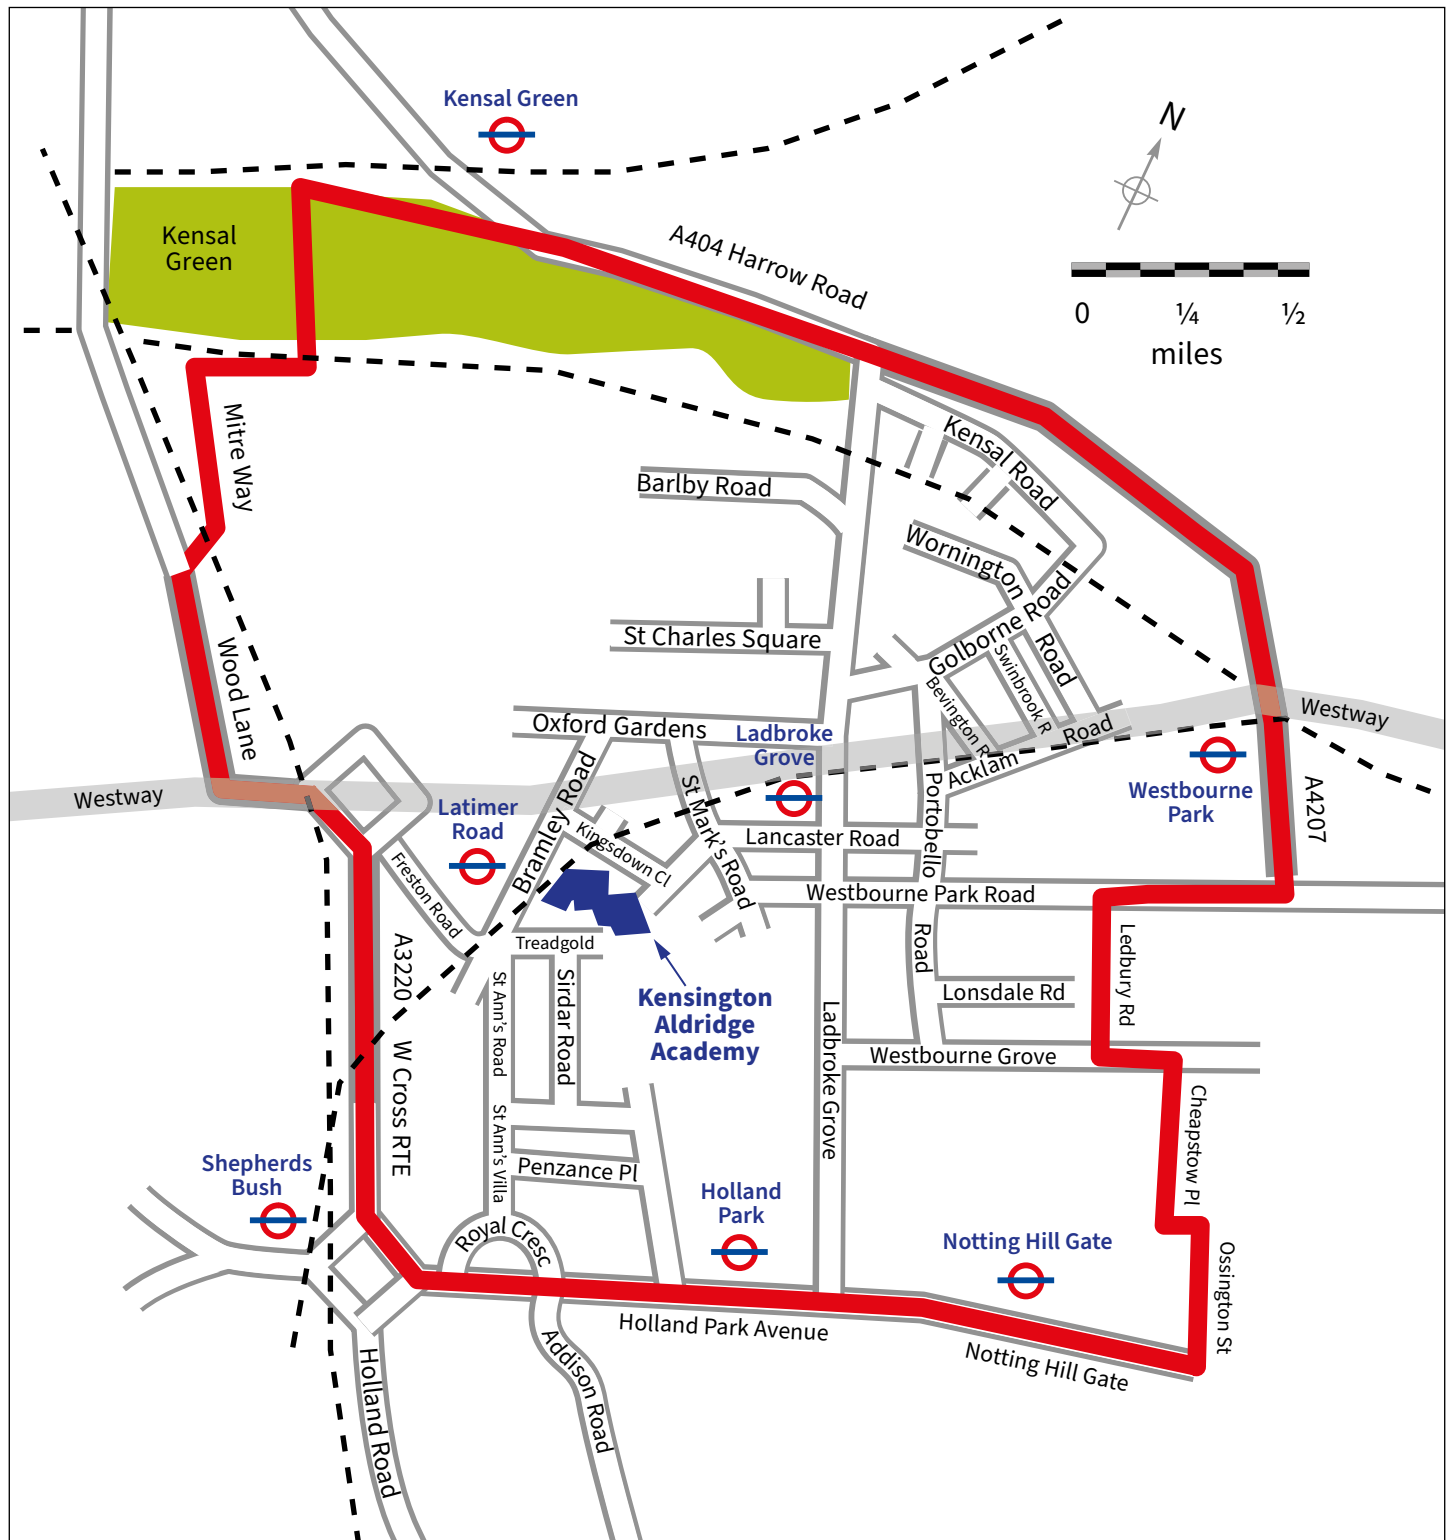 Kensal Green
N
A404 Harrow Road
Kensal
Green
0
¼
½
miles
Mitre Way
Kensal Road
Barlby Road
Wornington
Road
Golborne Road
St Charles Square
Swinbrook R
Bevington R
Wood Lane
Oxford Gardens
Ladbroke
Grove
Acklam
Road
Westway
Westway
Westbourne
Park
A4207
Latimer
Road
Bramley Road
St Mark's Road
Kingsdown Cl
Lancaster Road
Portobello
Road
Freston Road
Westbourne Park Road
Treadgold
A3220
W Cross RTE
St Ann's Road
Sirdar Road
Kensington
Aldridge
Academy
Lonsdale Rd
Ledbury Rd
Ladbroke Grove
Westbourne Grove
Cheapstow Pl
St Ann's Villa
Penzance Pl
Shepherds
Bush
Holland
Park
Royal Cresc
Notting Hill Gate
Ossington St
Holland Park Avenue
Notting Hill Gate
Addison Road
Holland Road